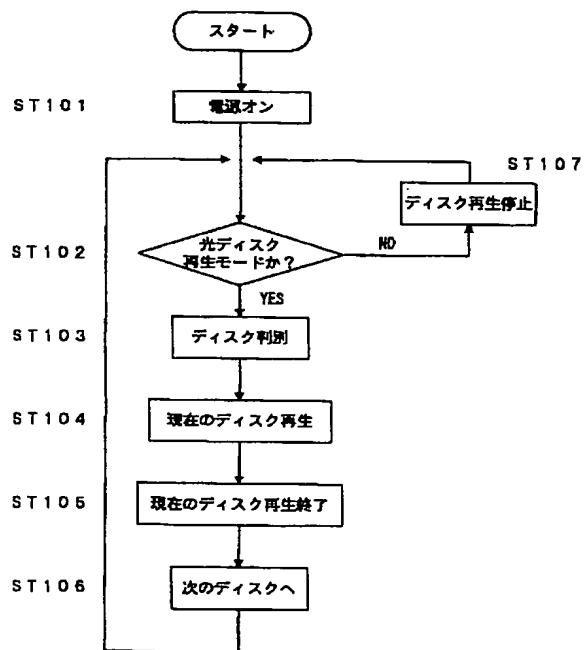 スタート
ST101
電源オン
ST107
ディスク再生停止
ST102
光ディスク
再生モードか？
NO
YES
ST103
ディスク判別
ST104
現在のディスク再生
ST105
現在のディスク再生終了
ST106
次のディスクへ